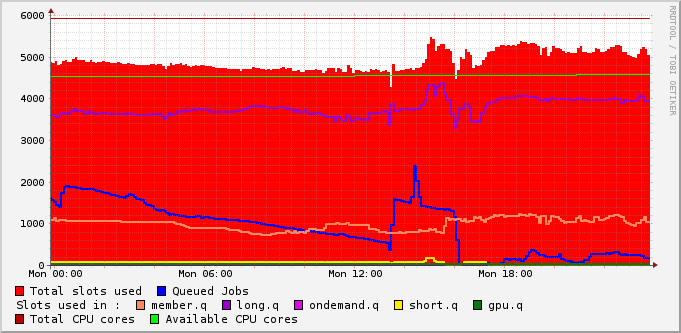 6000
5000
4000
3000
2000
1000
0
Mon 00:00 Mon 06:00 Mon 12:00 Mon 18:00
RRDTOOL / TOBI OETIKER
Total slots used Queued Jobs
Slots used in : member.q long.q ondemand.q short.q gpu.q
Total CPU cores Available CPU cores